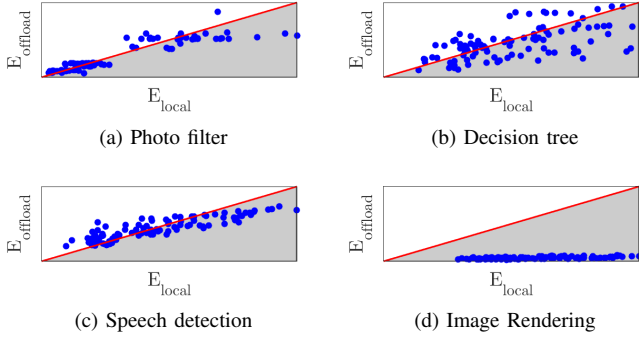 E_offload
E_local
(a) Photo filter
E_offload
E_local
(b) Decision tree
E_offload
E_local
(c) Speech detection
E_offload
E_local
(d) Image Rendering